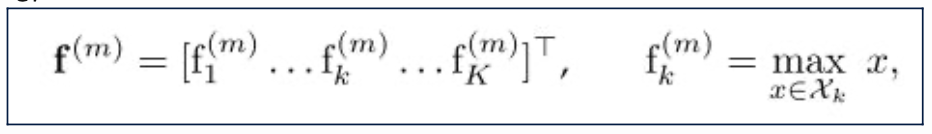 𝐟^{(m)} = [f_1^{(m)} … f_k^{(m)} … f_K^{(m)}]^⊤, f_k^{(m)} = max_{x∈𝒳_k} x,